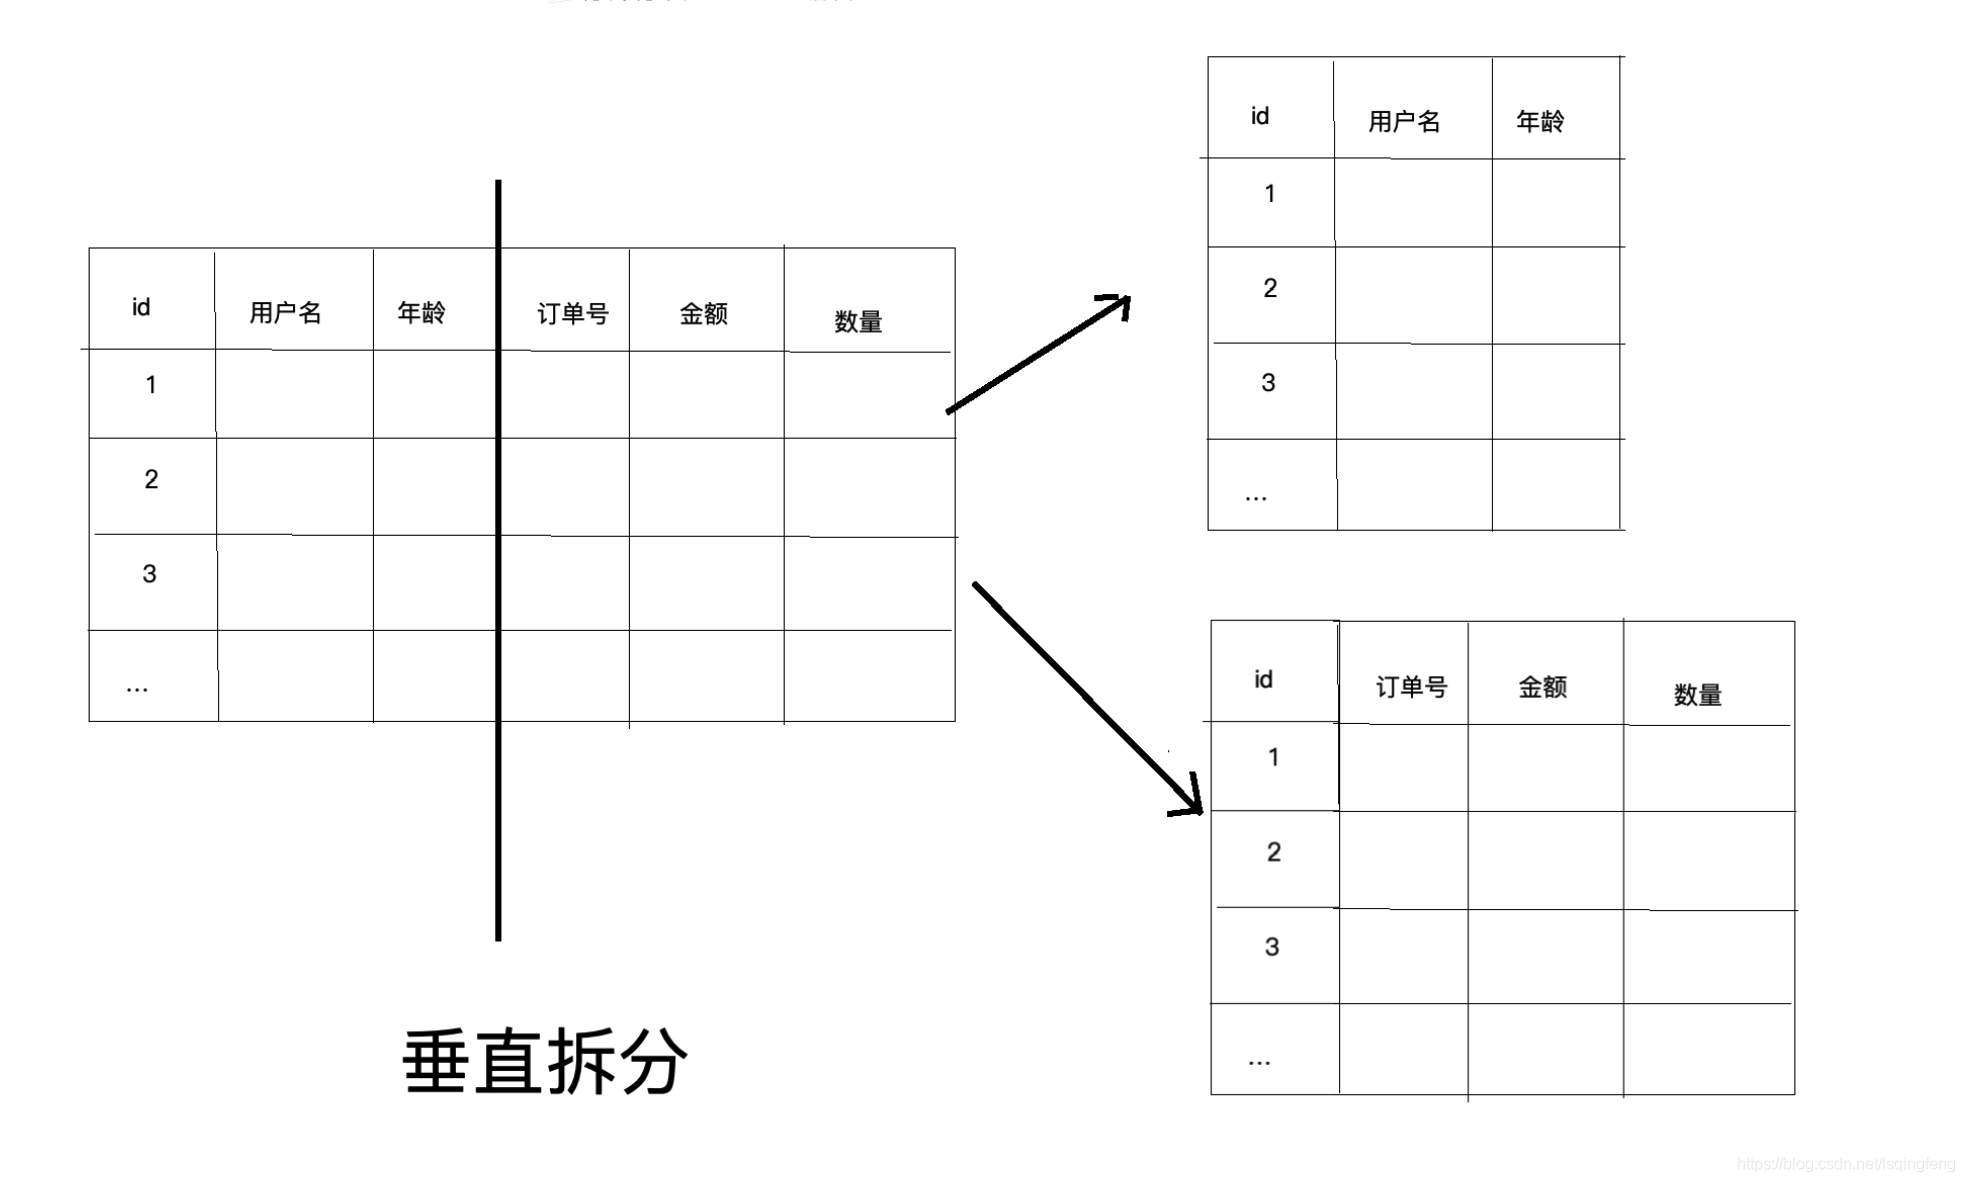 id 用户名 年龄 订单号 金额 数量
1
2
3
...
垂直拆分
id 用户名 年龄
1
2
3
...
id 订单号 金额 数量
1
2
3
...
https://blog.csdn.net/lsqingfeng